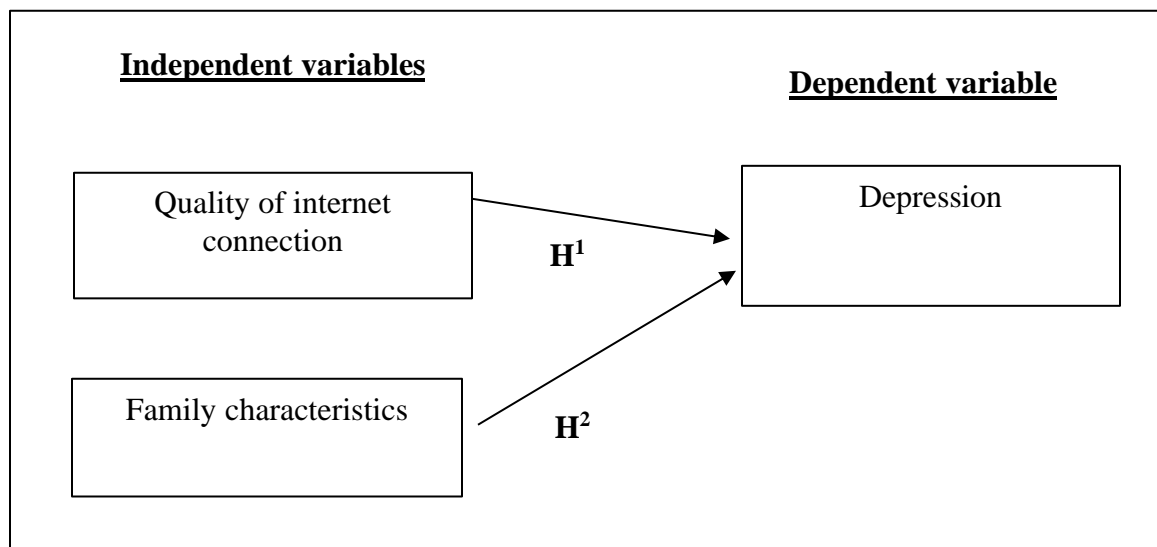 Independent variables
Dependent variable
Quality of internet
connection
Depression
H¹
Family characteristics
H²